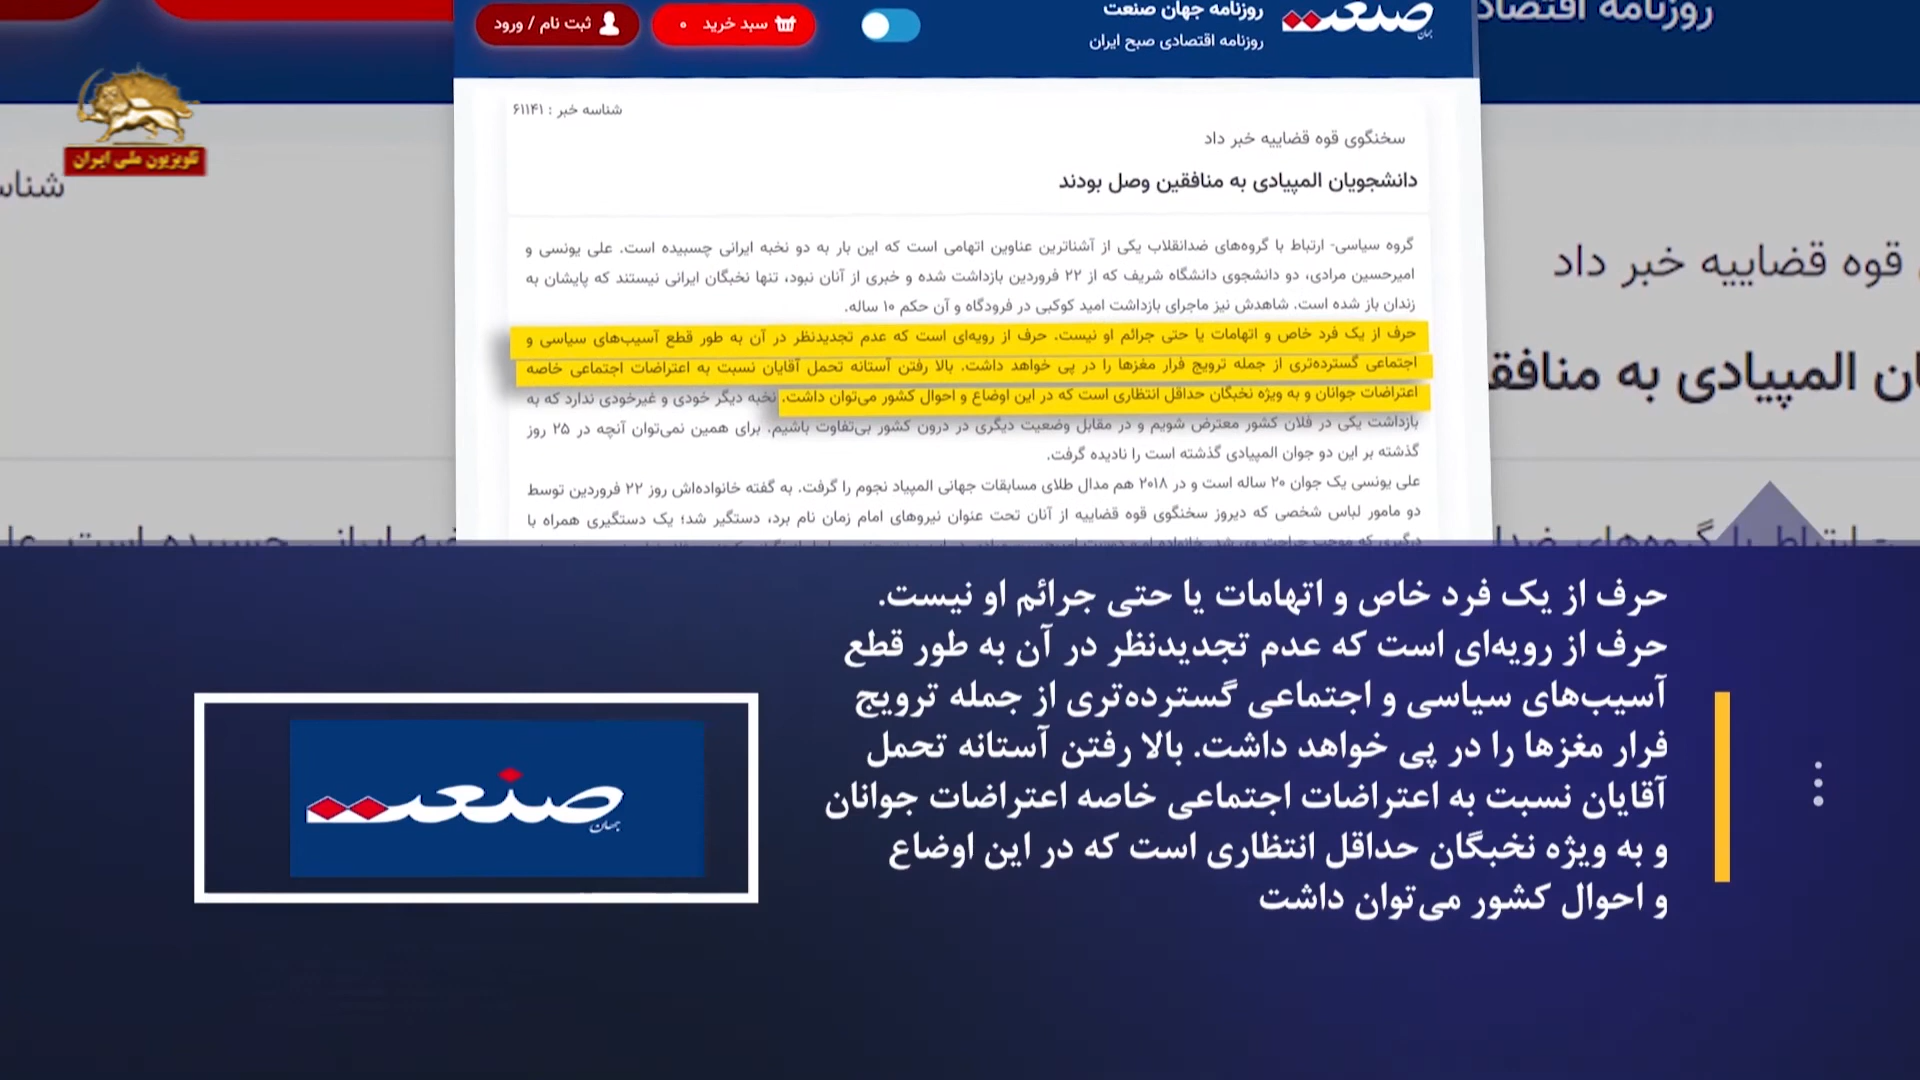 روزنامه جهان صنعت
روزنامه اقتصادی صبح ایران
صنعت
جهان
سبد خرید ۰
ثبت نام / ورود
روزنامه اقتصاد
تلویزیون ملی ایران
شناسه خبر : ۶۱۱۴۱
سخنگوی قوه قضاییه خبر داد
دانشجویان المپیادی به منافقین وصل بودند
گروه سیاسی- ارتباط با گروه‌های ضدانقلاب یکی از آشناترین عناوین اتهامی است که این بار به دو نخبه ایرانی چسبیده است. علی یونسی و
امیرحسین مرادی، دو دانشجوی دانشگاه شریف که از ۲۲ فروردین بازداشت شده و خبری از آنان نبود، تنها نخبگان ایرانی نیستند که پایشان به
زندان باز شده است. شاهدش نیز ماجرای بازداشت امید کوکبی در فرودگاه و آن حکم ۱۰ ساله.
حرف از یک فرد خاص و اتهامات یا حتی جرائم او نیست. حرف از رویه‌ای است که عدم تجدیدنظر در آن به طور قطع آسیب‌های سیاسی و
اجتماعی گسترده‌تری از جمله ترویج فرار مغزها را در پی خواهد داشت. بالا رفتن آستانه تحمل آقایان نسبت به اعتراضات اجتماعی خاصه
اعتراضات جوانان و به ویژه نخبگان حداقل انتظاری است که در این اوضاع و احوال کشور می‌توان داشت. نخبه دیگر خودی و غیرخودی ندارد که به
بازداشت یکی در فلان کشور معترض شویم و در مقابل وضعیت دیگری در درون کشور بی‌تفاوت باشیم. برای همین نمی‌توان آنچه در ۲۵ روز
گذشته بر این دو جوان المپیادی گذشته است را نادیده گرفت.
علی یونسی یک جوان ۲۰ ساله است و در ۲۰۱۸ هم مدال طلای مسابقات جهانی المپیاد نجوم را گرفت. به گفته خانواده‌اش روز ۲۲ فروردین توسط
دو مامور لباس شخصی که دیروز سخنگوی قوه قضاییه از آنان تحت عنوان نیروهای امام زمان نام برد، دستگیر شد؛ یک دستگیری همراه با
قوه قضاییه خبر داد
ان المپیادی به منافق
شناس
حرف از یک فرد خاص و اتهامات یا حتی جرائم او نیست.
حرف از رویه‌ای است که عدم تجدیدنظر در آن به طور قطع
آسیب‌های سیاسی و اجتماعی گسترده‌تری از جمله ترویج
فرار مغزها را در پی خواهد داشت. بالا رفتن آستانه تحمل
آقایان نسبت به اعتراضات اجتماعی خاصه اعتراضات جوانان
و به ویژه نخبگان حداقل انتظاری است که در این اوضاع
و احوال کشور می‌توان داشت
صنعت
جهان